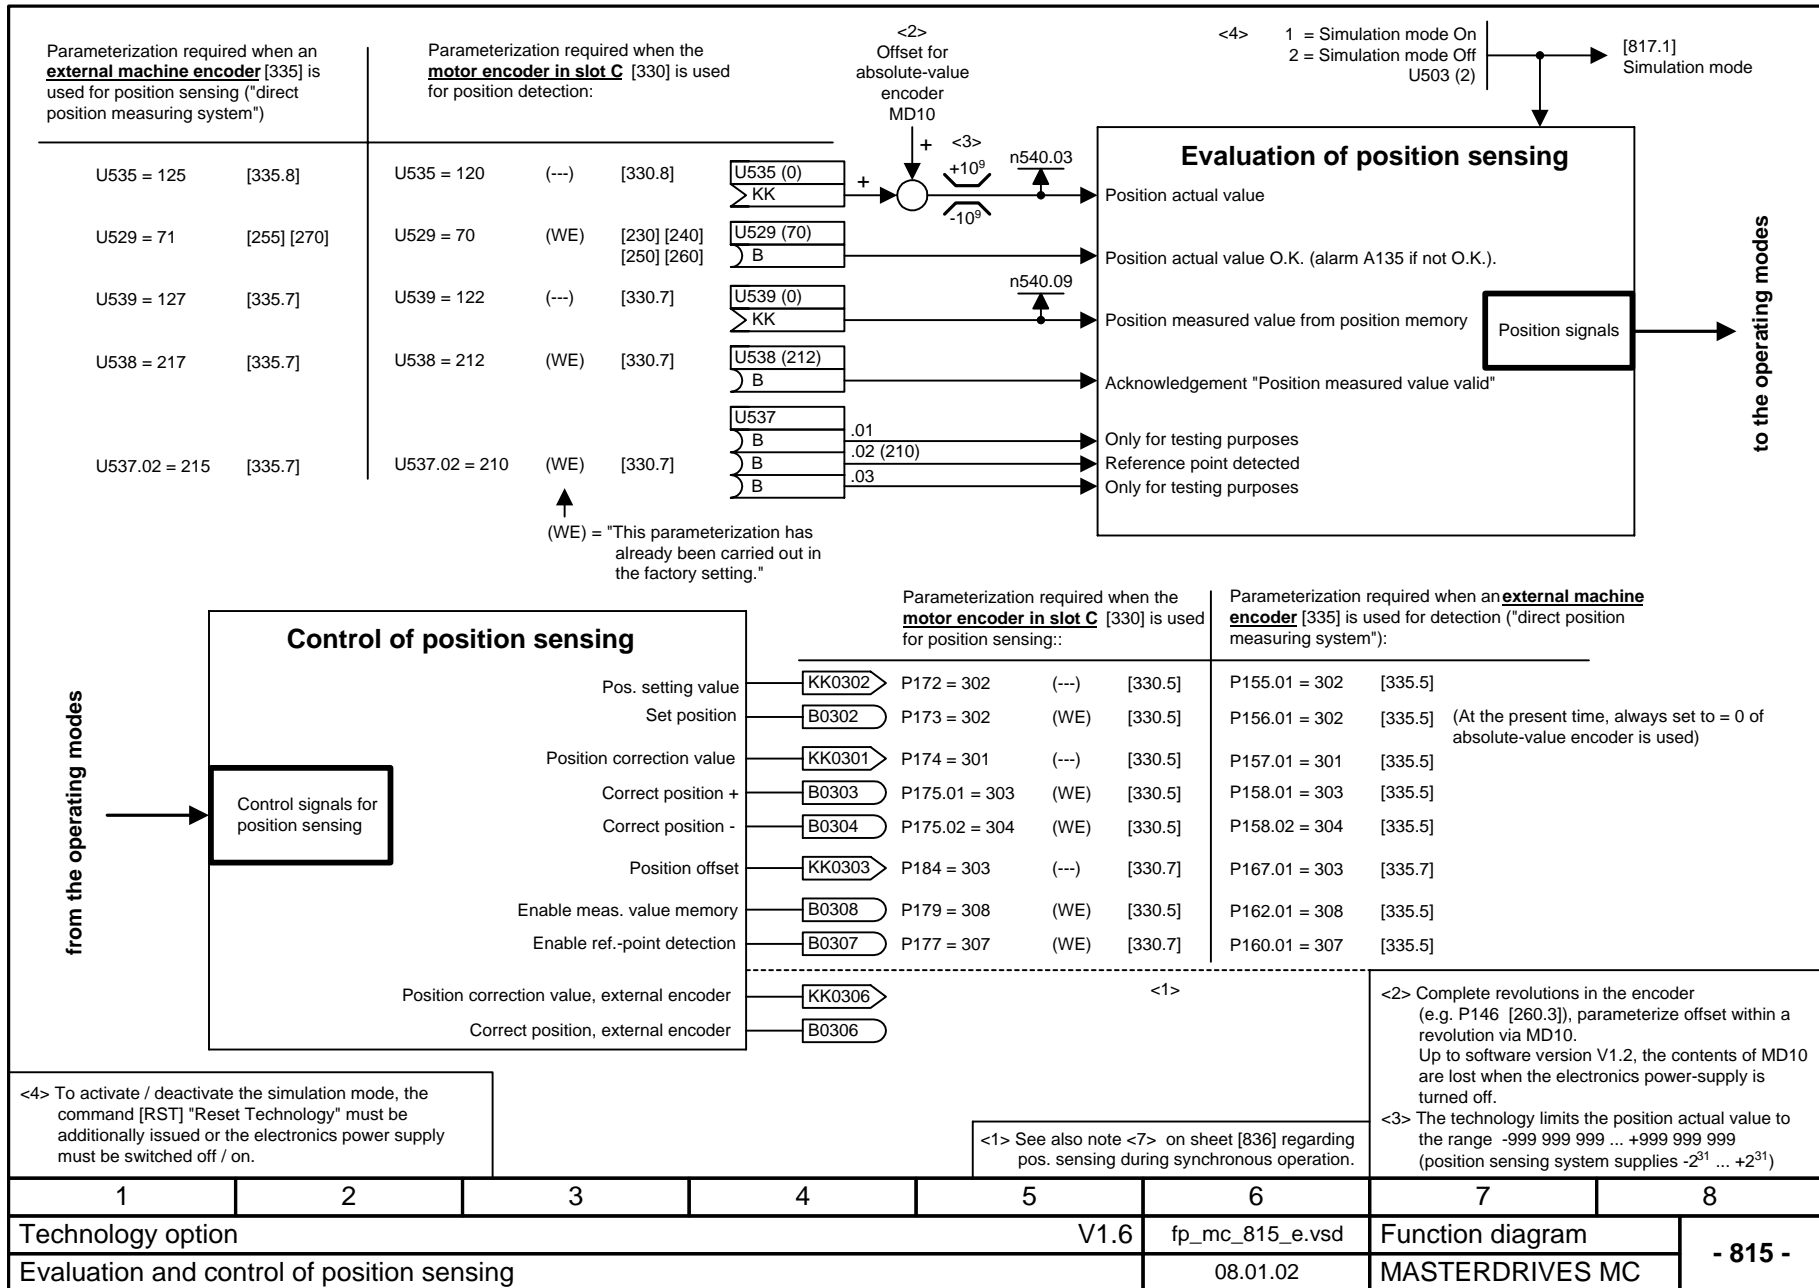 Parameterization required when an
external machine encoder [335] is
used for position sensing ("direct
position measuring system")
Parameterization required when the
motor encoder in slot C [330] is used
for position detection:
<2>
Offset for
absolute-value
encoder
MD10
<4> 1 = Simulation mode On
2 = Simulation mode Off
U503 (2)
[817.1]
Simulation mode
U535 = 125 [335.8] U535 = 120 (---) [330.8] U535 (0)
KK
+ + <3>
+10⁹
-10⁹
n540.03
Evaluation of position sensing
Position actual value
U529 = 71 [255] [270] U529 = 70 (WE) [230] [240]
[250] [260]
U529 (70)
B
Position actual value O.K. (alarm A135 if not O.K.).
U539 = 127 [335.7] U539 = 122 (---) [330.7] U539 (0)
KK
n540.09
Position measured value from position memory
Position signals
to the operating modes
U538 = 217 [335.7] U538 = 212 (WE) [330.7] U538 (212)
B
Acknowledgement "Position measured value valid"
U537
B .01 Only for testing purposes
U537.02 = 215 [335.7] U537.02 = 210 (WE) [330.7] B .02 (210) Reference point detected
B .03 Only for testing purposes
(WE) = "This parameterization has
already been carried out in
the factory setting."
Parameterization required when the
motor encoder in slot C [330] is used
for position sensing::
Parameterization required when an external machine
encoder [335] is used for detection ("direct position
measuring system"):
from the operating modes
Control of position sensing
Control signals for
position sensing
Pos. setting value KK0302 P172 = 302 (---) [330.5] P155.01 = 302 [335.5]
Set position B0302 P173 = 302 (WE) [330.5] P156.01 = 302 [335.5] (At the present time, always set to = 0 of
absolute-value encoder is used)
Position correction value KK0301 P174 = 301 (---) [330.5] P157.01 = 301 [335.5]
Correct position + B0303 P175.01 = 303 (WE) [330.5] P158.01 = 303 [335.5]
Correct position - B0304 P175.02 = 304 (WE) [330.5] P158.02 = 304 [335.5]
Position offset KK0303 P184 = 303 (---) [330.7] P167.01 = 303 [335.7]
Enable meas. value memory B0308 P179 = 308 (WE) [330.5] P162.01 = 308 [335.5]
Enable ref.-point detection B0307 P177 = 307 (WE) [330.7] P160.01 = 307 [335.5]
Position correction value, external encoder KK0306 <1>
Correct position, external encoder B0306
<2> Complete revolutions in the encoder
(e.g. P146 [260.3]), parameterize offset within a
revolution via MD10.
Up to software version V1.2, the contents of MD10
are lost when the electronics power-supply is
turned off.
<3> The technology limits the position actual value to
the range -999 999 999 ... +999 999 999
(position sensing system supplies -2³¹ ... +2³¹)
<4> To activate / deactivate the simulation mode, the
command [RST] "Reset Technology" must be
additionally issued or the electronics power supply
must be switched off / on.
<1> See also note <7> on sheet [836] regarding
pos. sensing during synchronous operation.
1 2 3 4 5 6 7 8
Technology option V1.6 fp_mc_815_e.vsd Function diagram
- 815 -
Evaluation and control of position sensing 08.01.02 MASTERDRIVES MC